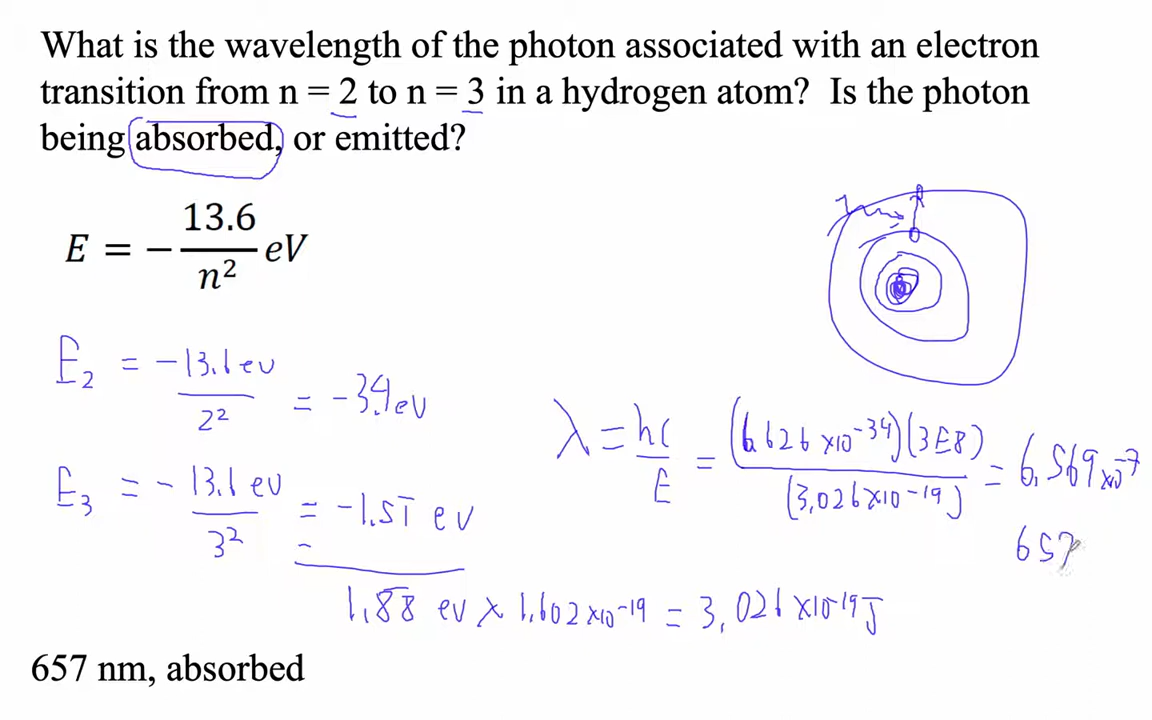 What is the wavelength of the photon associated with an electron
transition from n = 2 to n = 3 in a hydrogen atom? Is the photon
being absorbed, or emitted?
E = −13.6/n² eV
E₂ = −13.6 ev/2² = −3.4 ev
E₃ = −13.6 ev/3² = −1.51̅ ev
1.88̅ ev × 1.602×10⁻¹⁹ = 3.026×10⁻¹⁹ J
λ = hc/E = (6.626×10⁻³⁴)(3E8)/(3.026×10⁻¹⁹ J) = 6.569×10⁻⁷
657
657 nm, absorbed